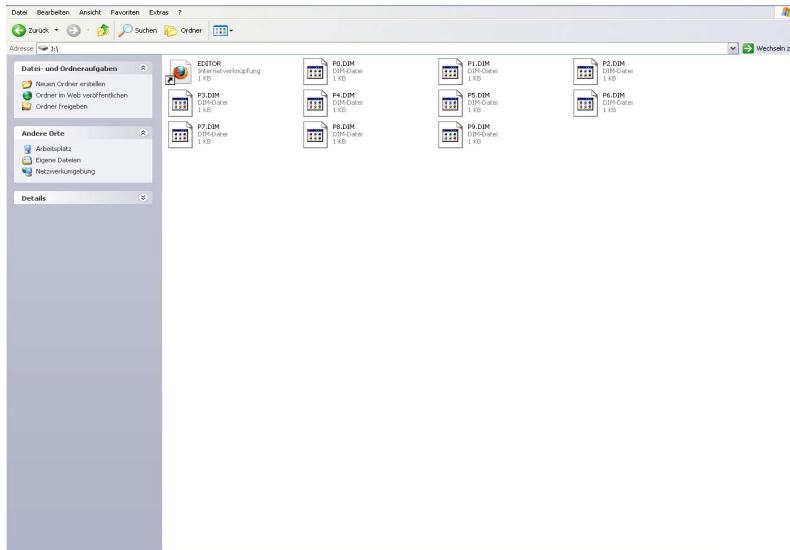 Datei Bearbeiten Ansicht Favoriten Extras ?
Zurück Suchen Ordner
Adresse J:\ Wechseln z
Datei- und Ordneraufgaben
Neuen Ordner erstellen
Ordner im Web veröffentlichen
Ordner freigeben
Andere Orte
Arbeitsplatz
Eigene Dateien
Netzwerkumgebung
Details
EDITOR
Internetverknüpfung
1 KB
P0.DIM
DIM-Datei
1 KB
P1.DIM
DIM-Datei
1 KB
P2.DIM
DIM-Datei
1 KB
P3.DIM
DIM-Datei
1 KB
P4.DIM
DIM-Datei
1 KB
P5.DIM
DIM-Datei
1 KB
P6.DIM
DIM-Datei
1 KB
P7.DIM
DIM-Datei
1 KB
P8.DIM
DIM-Datei
1 KB
P9.DIM
DIM-Datei
1 KB